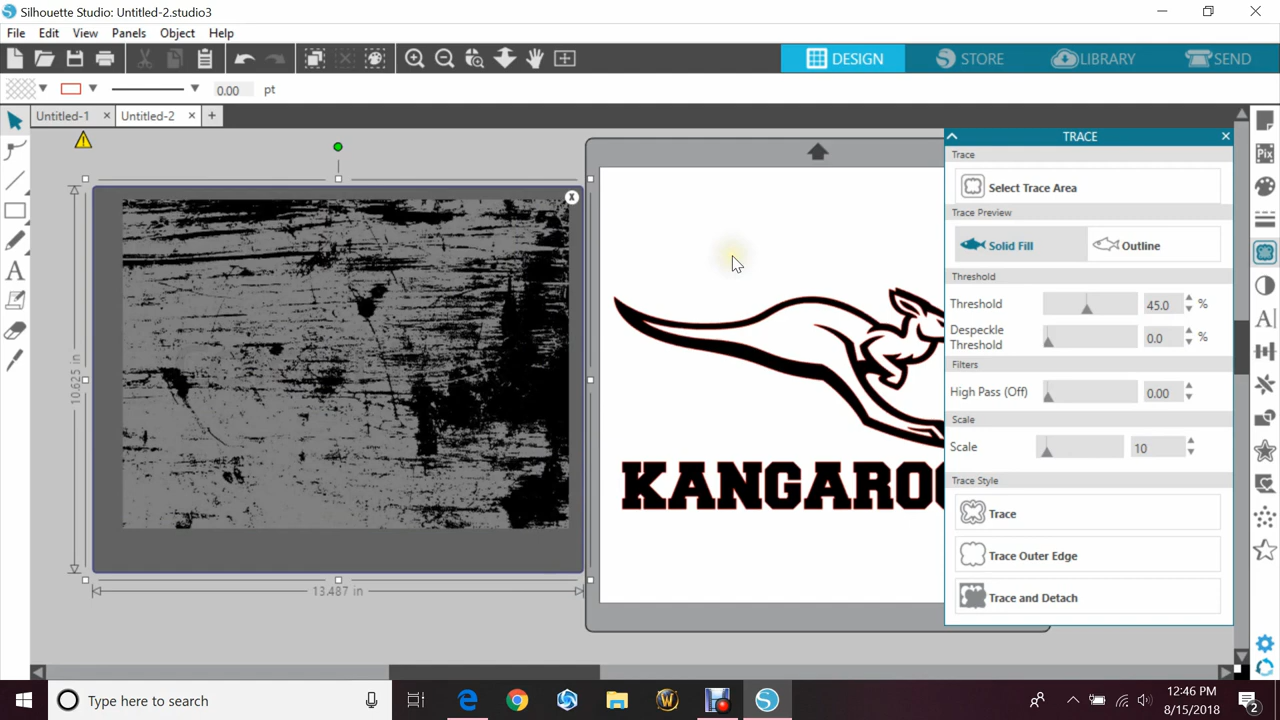 Silhouette Studio: Untitled-2.studio3
File Edit View Panels Object Help
DESIGN STORE LIBRARY SEND
0.00 pt
Untitled-1 × Untitled-2 × +
TRACE
Trace
Select Trace Area
Trace Preview
Solid Fill Outline
Threshold
Threshold 45.0 %
Despeckle Threshold 0.0 %
Filters
High Pass (Off) 0.00
Scale
Scale 10
Trace Style
Trace
Trace Outer Edge
Trace and Detach
10.625 in
13.487 in
KANGAROO
Type here to search
12:46 PM
8/15/2018
2